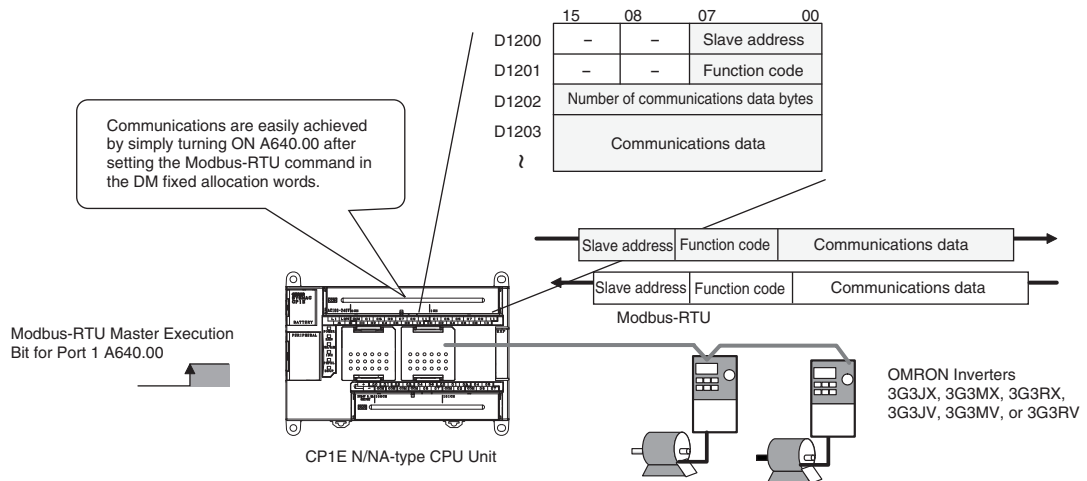 15 08 07 00
D1200 – – Slave address
D1201 – – Function code
D1202 Number of communications data bytes
D1203 Communications data
~
Communications are easily achieved
by simply turning ON A640.00 after
setting the Modbus-RTU command in
the DM fixed allocation words.
Slave address Function code Communications data
Slave address Function code Communications data
Modbus-RTU
Modbus-RTU Master Execution
Bit for Port 1 A640.00
BATTERY
PERIPHERAL
CP1E N/NA-type CPU Unit
OMRON Inverters
3G3JX, 3G3MX, 3G3RX,
3G3JV, 3G3MV, or 3G3RV